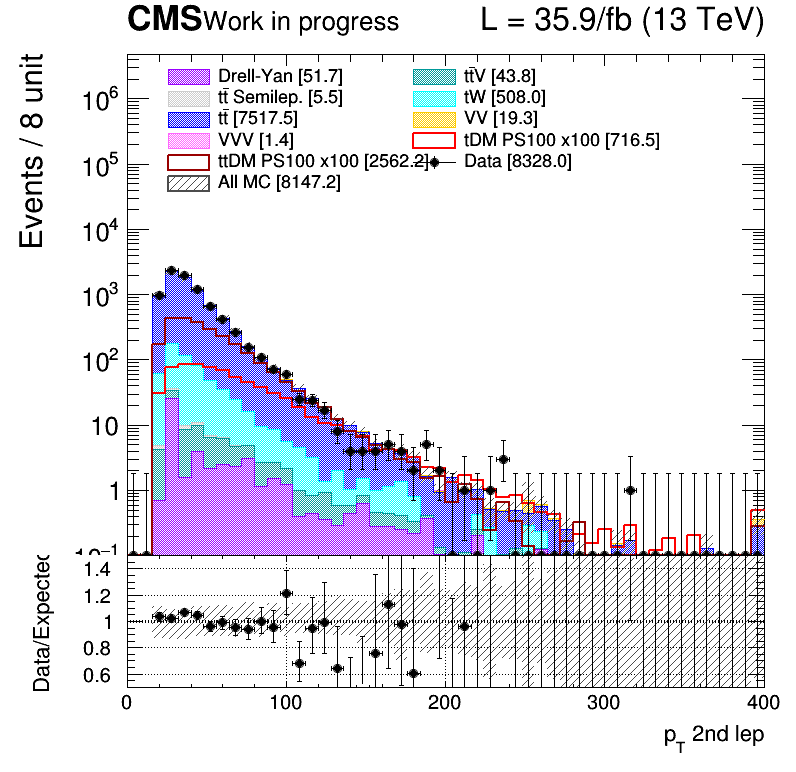 CMS Work in progress L = 35.9/fb (13 TeV)
Events / 8 unit
Drell-Yan [51.7] tt̄V [43.8]
tt̄ Semilep. [5.5] tW [508.0]
tt̄ [7517.5] VV [19.3]
VVV [1.4] tDM PS100 x100 [716.5]
ttDM PS100 x100 [2562.2] Data [8328.0]
All MC [8147.2]
10⁶
10⁵
10⁴
10³
10²
10
1
10⁻¹
Data/Expected
1.4
1.2
1
0.8
0.6
0 100 200 300 400
p_T 2nd lep